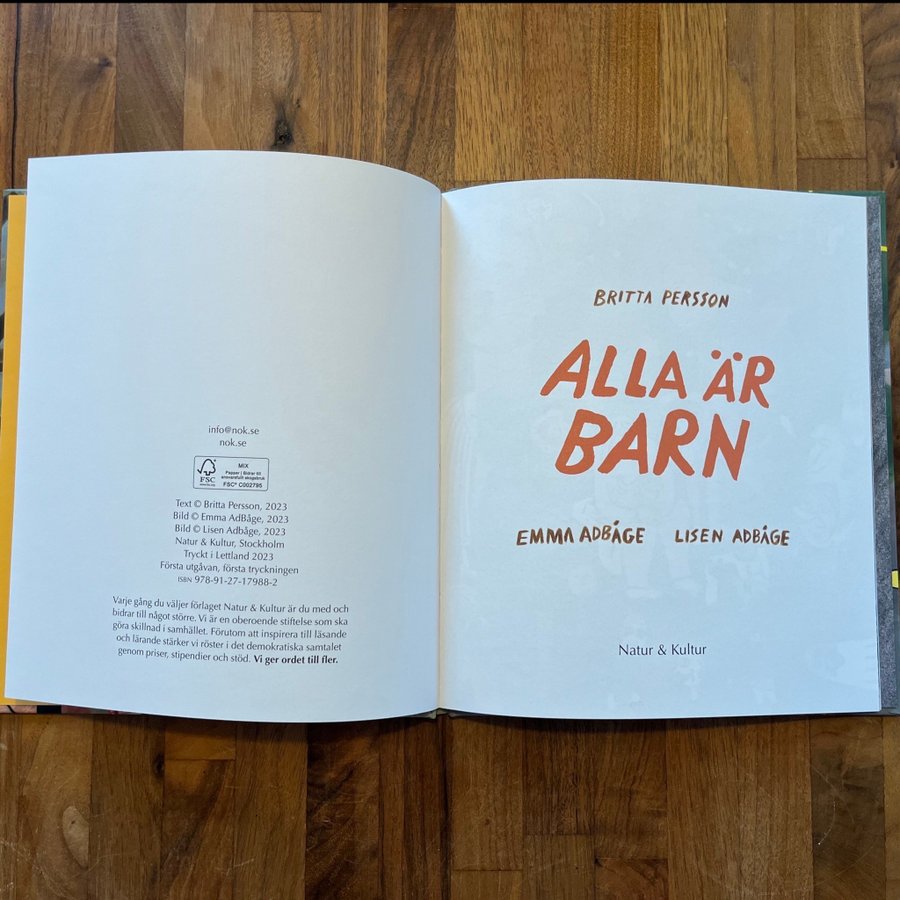 info@nok.se
nok.se
MIX
Papper | Bidrar till
ansvarsfullt skogsbruk
FSC® C002795
FSC
Text © Britta Persson, 2023
Bild © Emma AdBåge, 2023
Bild © Lisen Adbåge, 2023
Natur & Kultur, Stockholm
Tryckt i Lettland 2023
Första utgåvan, första tryckningen
ISBN 978-91-27-17988-2
Varje gång du väljer förlaget Natur & Kultur är du med och
bidrar till något större. Vi är en oberoende stiftelse som ska
göra skillnad i samhället. Förutom att inspirera till läsande
och lärande stärker vi röster i det demokratiska samtalet
genom priser, stipendier och stöd. Vi ger ordet till fler.
BRITTA PERSSON
ALLA ÄR
BARN
EMMA ADBÅGE LISEN ADBÅGE
Natur & Kultur